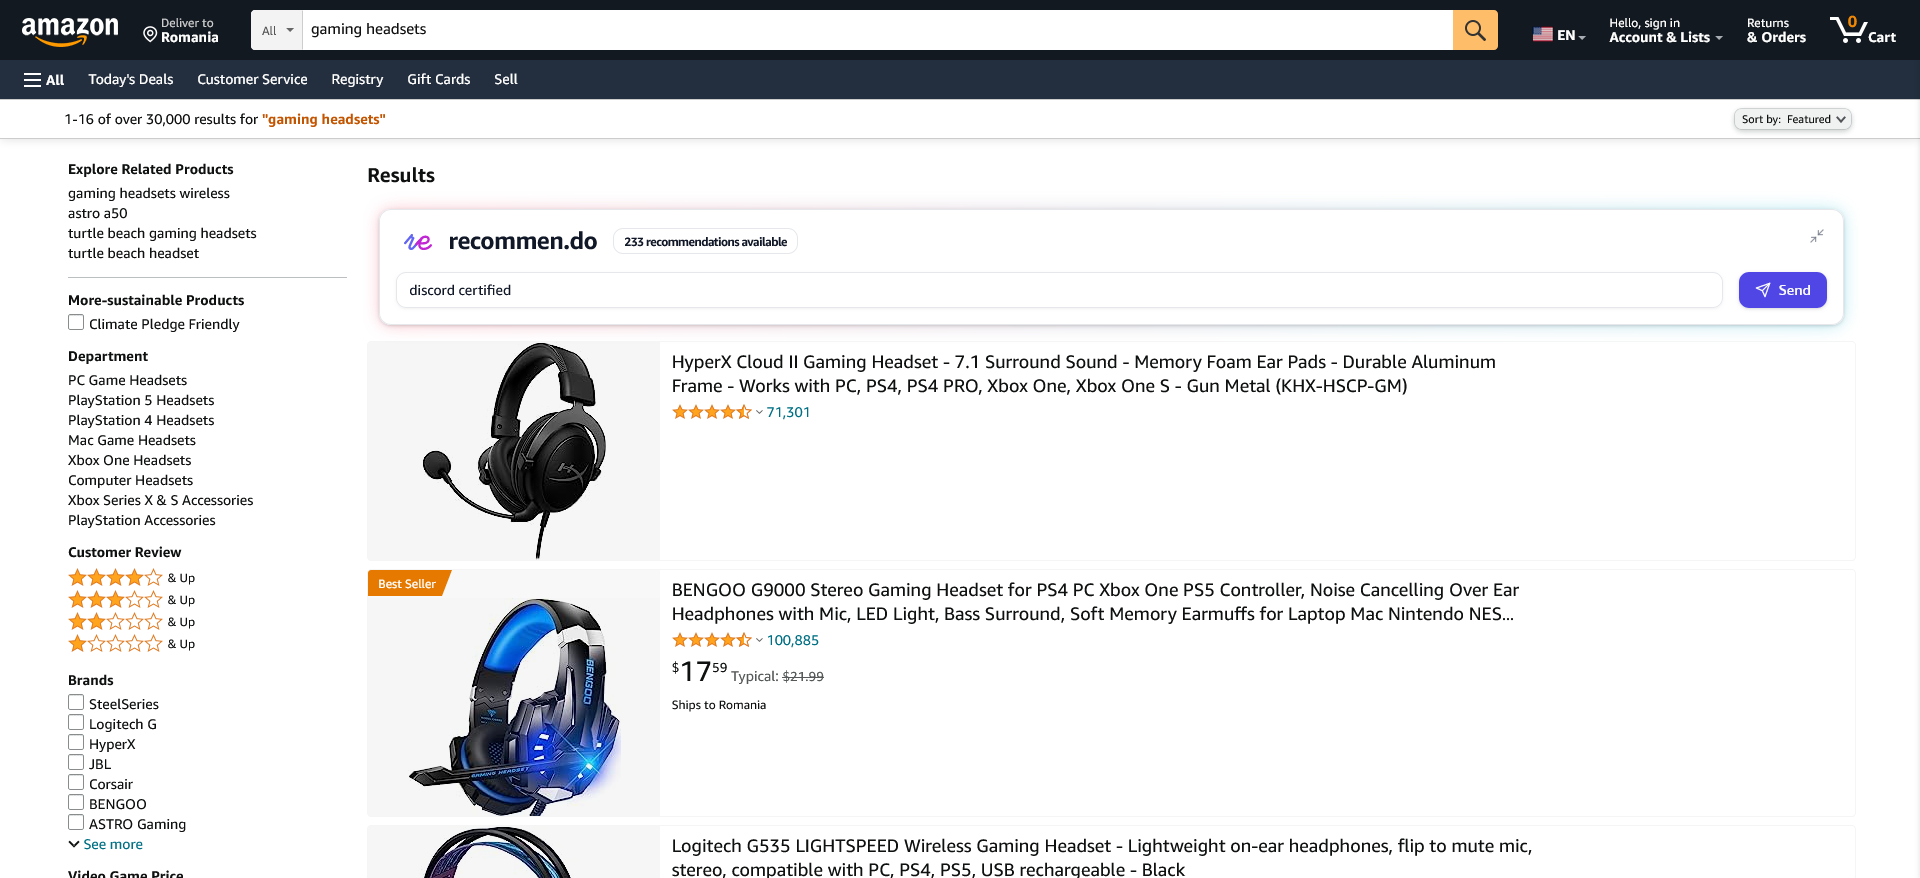 amazon
Deliver to
Romania
All
gaming headsets
EN
Hello, sign in
Account & Lists
Returns
& Orders
0
Cart
All
Today's Deals
Customer Service
Registry
Gift Cards
Sell
1-16 of over 30,000 results for "gaming headsets"
Sort by: Featured
Explore Related Products
gaming headsets wireless
astro a50
turtle beach gaming headsets
turtle beach headset
More-sustainable Products
Climate Pledge Friendly
Department
PC Game Headsets
PlayStation 5 Headsets
PlayStation 4 Headsets
Mac Game Headsets
Xbox One Headsets
Computer Headsets
Xbox Series X & S Accessories
PlayStation Accessories
Customer Review
& Up
& Up
& Up
& Up
Brands
SteelSeries
Logitech G
HyperX
JBL
Corsair
BENGOO
ASTRO Gaming
See more
Video Game Price
Results
re recommen.do
233 recommendations available
discord certified
Send
HX
HyperX Cloud II Gaming Headset - 7.1 Surround Sound - Memory Foam Ear Pads - Durable Aluminum
Frame - Works with PC, PS4, PS4 PRO, Xbox One, Xbox One S - Gun Metal (KHX-HSCP-GM)
71,301
Best Seller
BENGOO
GAMING HEADSET
BENGOO G9000 Stereo Gaming Headset for PS4 PC Xbox One PS5 Controller, Noise Cancelling Over Ear
Headphones with Mic, LED Light, Bass Surround, Soft Memory Earmuffs for Laptop Mac Nintendo NES...
100,885
$17 59 Typical: $21.99
Ships to Romania
Logitech G535 LIGHTSPEED Wireless Gaming Headset - Lightweight on-ear headphones, flip to mute mic,
stereo, compatible with PC, PS4, PS5, USB rechargeable - Black